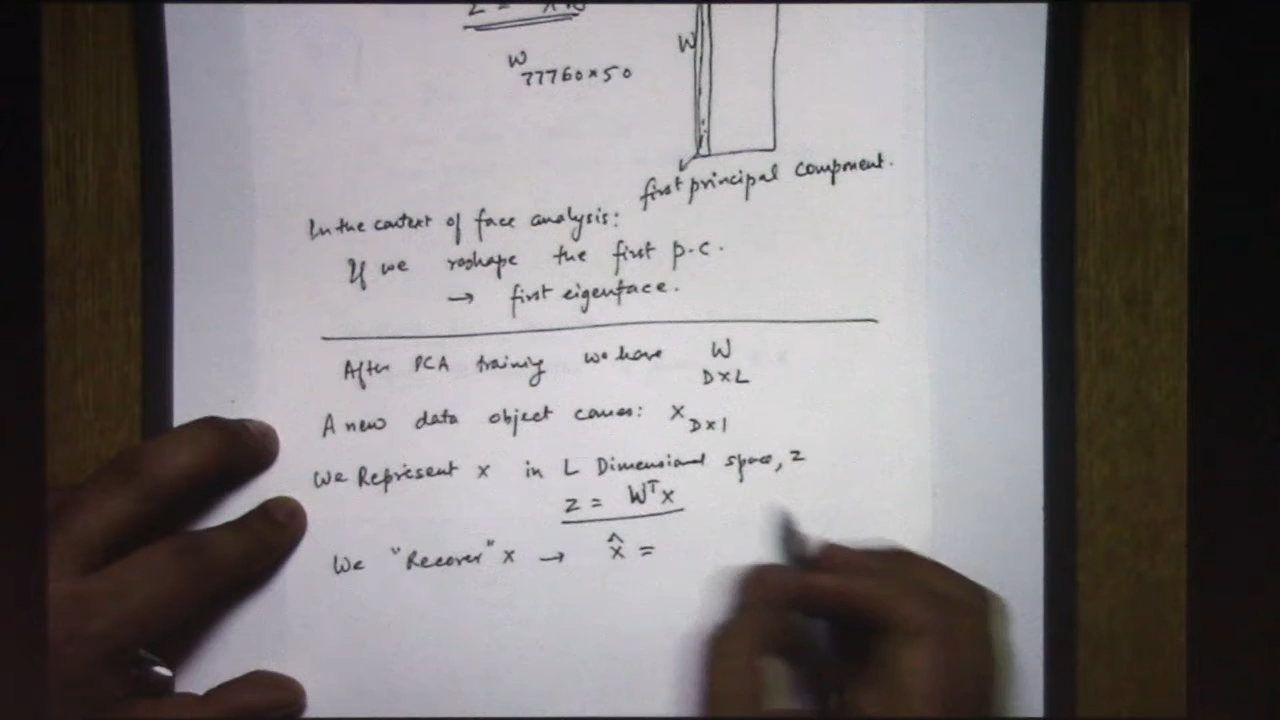 W
W
77760×50
first principal component.
In the context of face analysis:
If we reshape the first p.c.
→ first eigenface.
After PCA training we have W
D×L
A new data object comes: x
D×1
We Represent x in L Dimensional space, z
z = Wᵀx
We "Recover" x → x̂ =